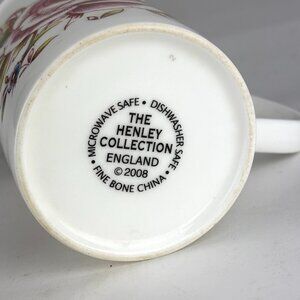 • MICROWAVE SAFE • DISHWASHER SAFE
THE
HENLEY
COLLECTION
ENGLAND
© 2008
• FINE BONE CHINA •